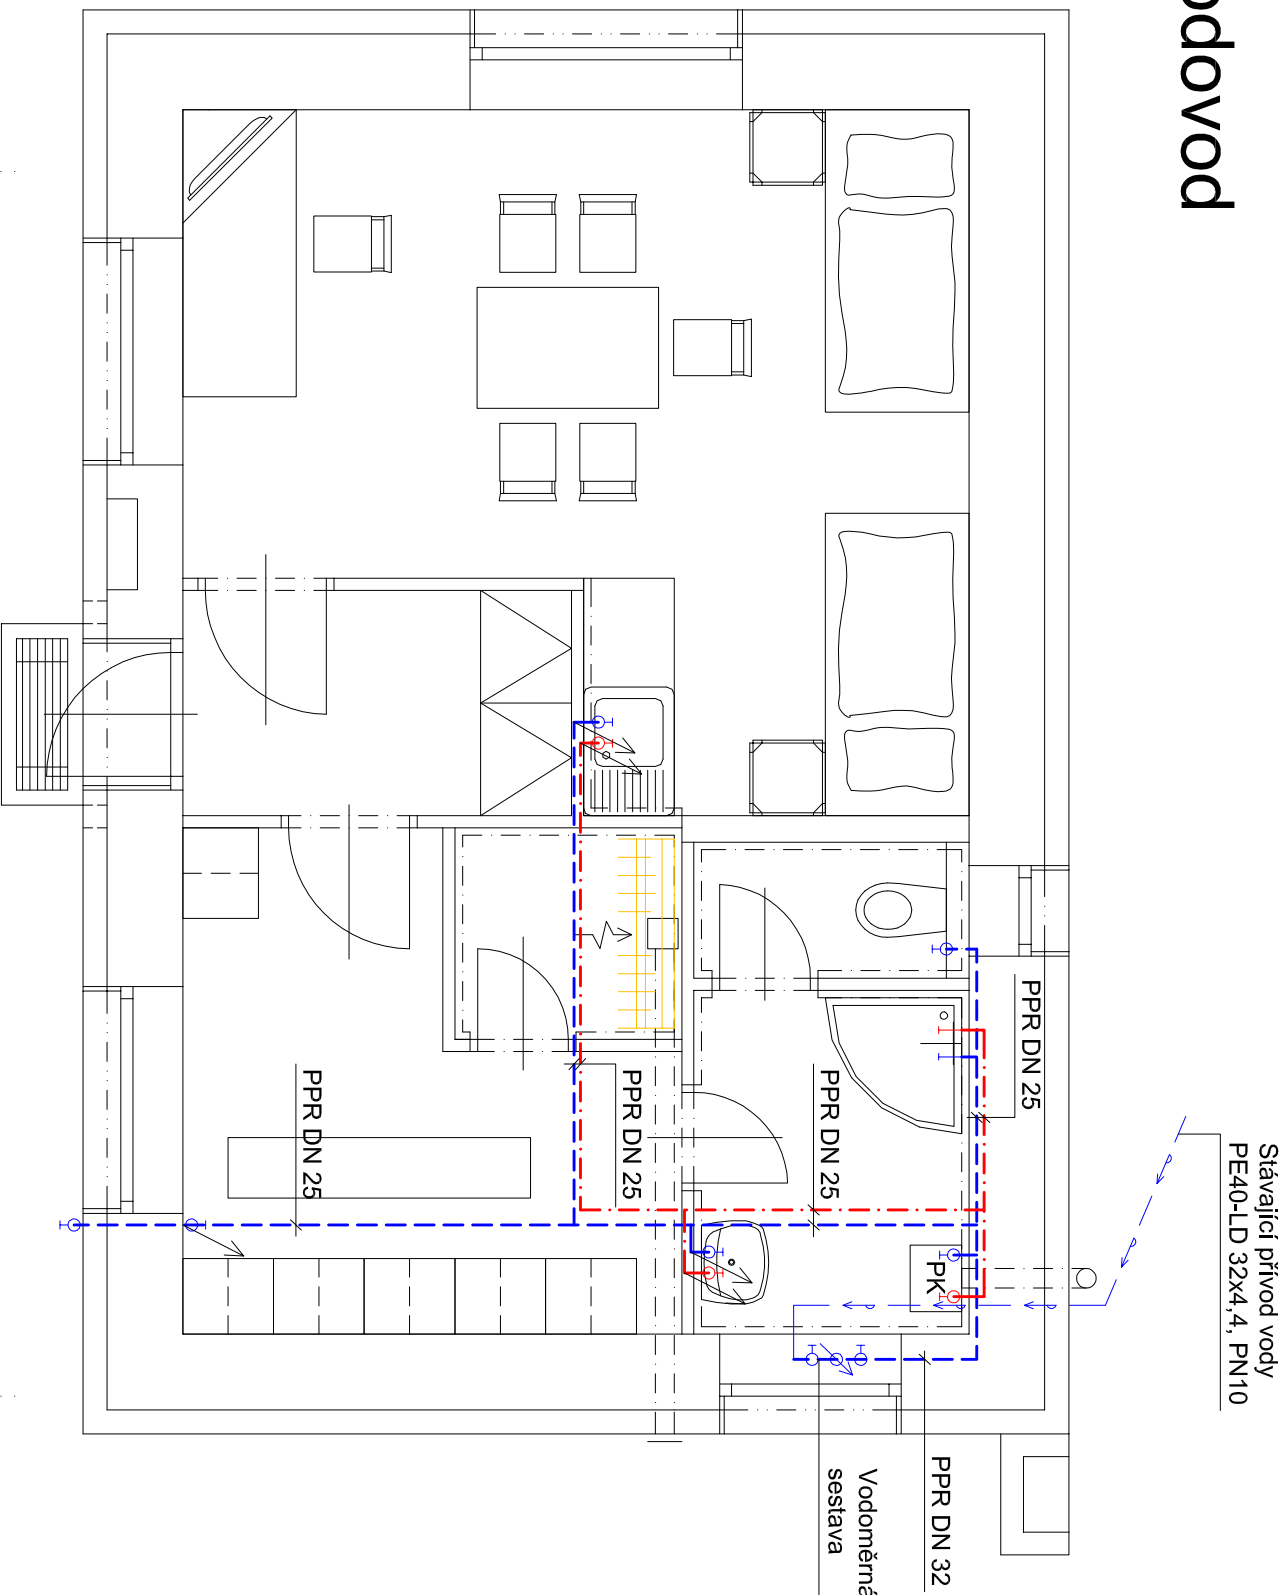 odovod
Stávající přívod vody
PE40-LD 32x4,4, PN10
PPR DN 25
PPR DN 25
PPR DN 25
PPR DN 25
PK
PPR DN 32
Vodoměrná
sestava